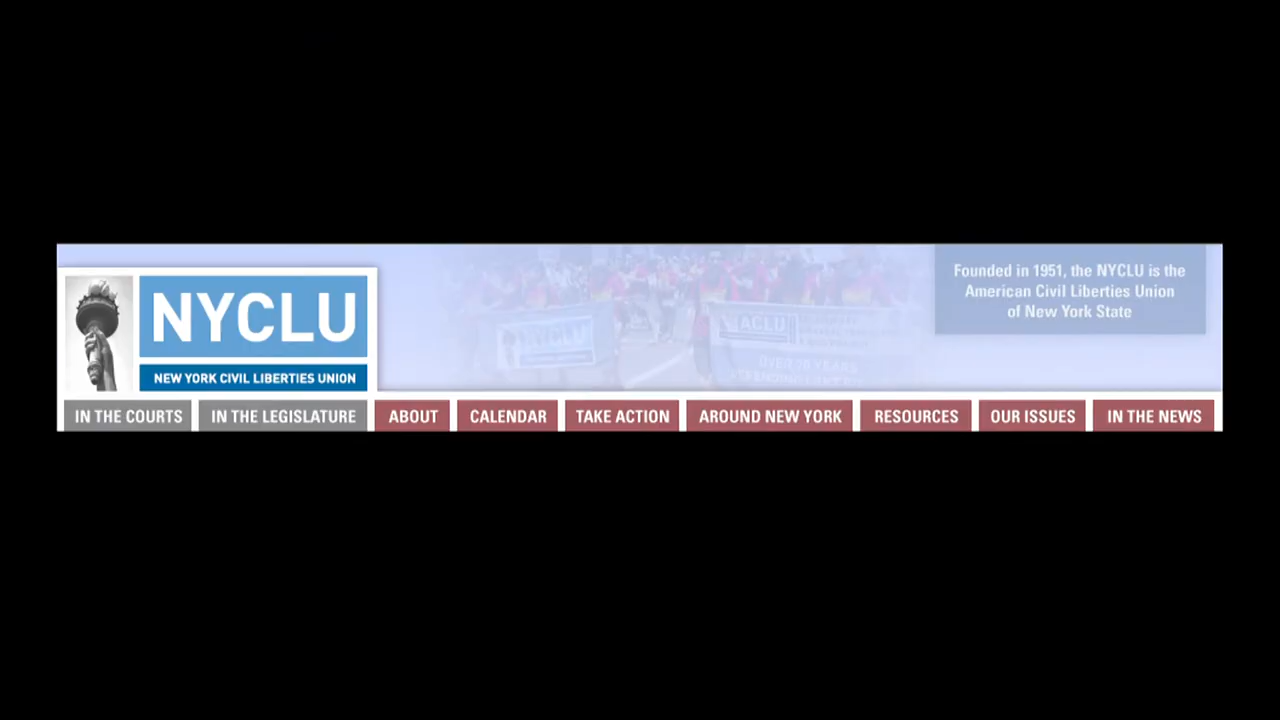 Founded in 1951, the NYCLU is the
American Civil Liberties Union
of New York State
NYCLU
NEW YORK CIVIL LIBERTIES UNION
NYCLU
ACLU
IN THE COURTS
IN THE LEGISLATURE
ABOUT
CALENDAR
TAKE ACTION
AROUND NEW YORK
RESOURCES
OUR ISSUES
IN THE NEWS